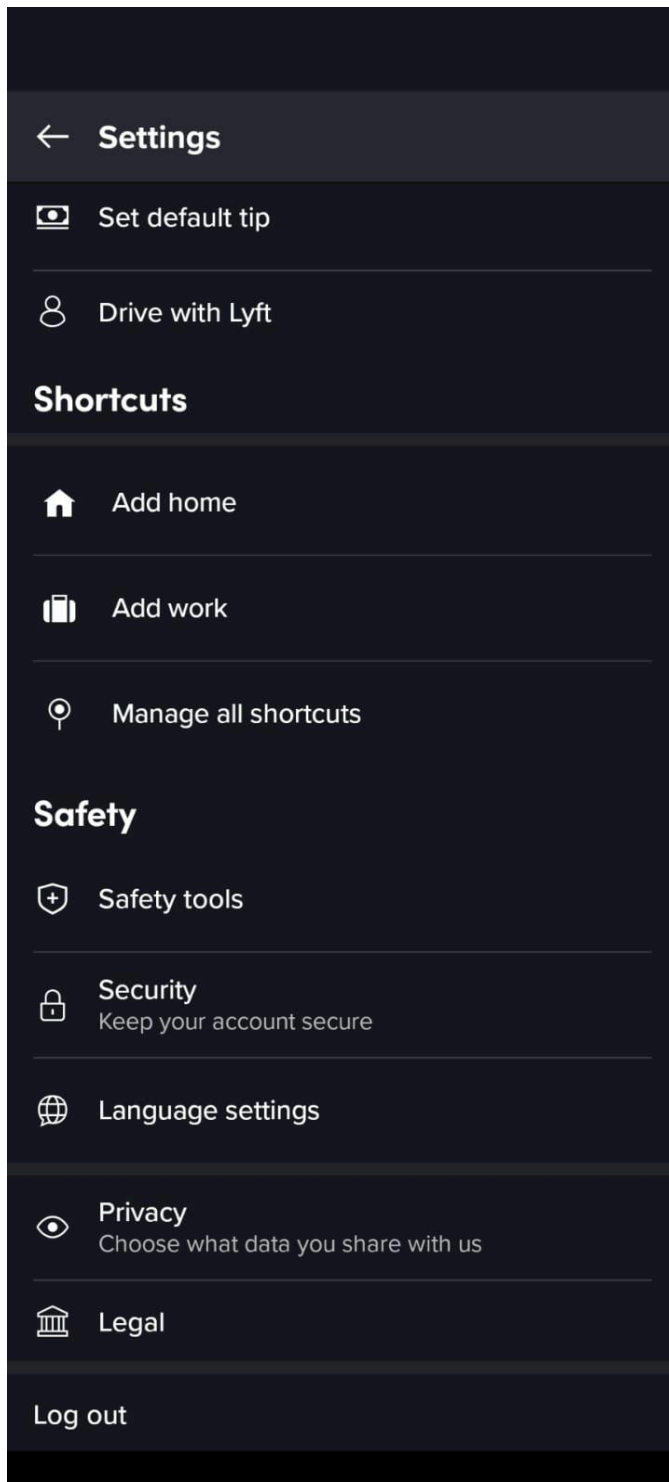 Settings
Set default tip
Drive with Lyft
Shortcuts
Add home
Add work
Manage all shortcuts
Safety
Safety tools
Security
Keep your account secure
Language settings
Privacy
Choose what data you share with us
Legal
Log out